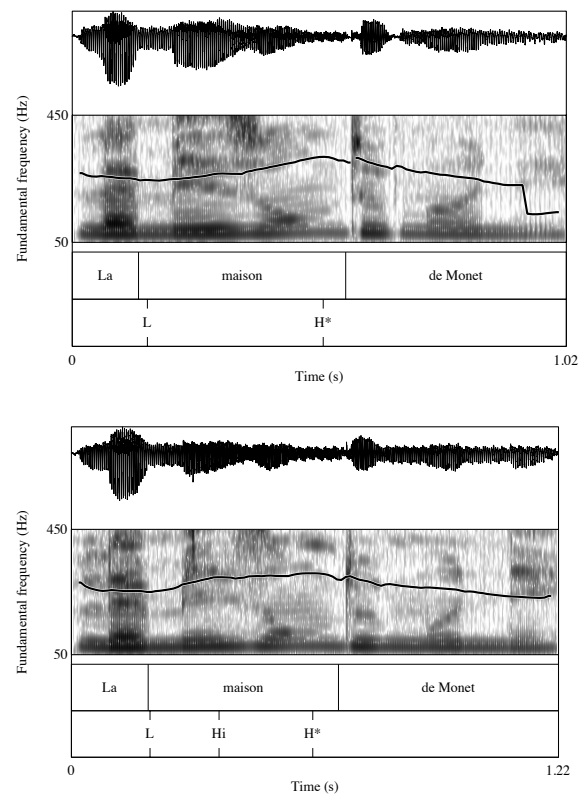 450
Fundamental frequency (Hz)
50
La maison de Monet
L H*
0 1.02
Time (s)
450
Fundamental frequency (Hz)
50
La maison de Monet
L Hi H*
0 1.22
Time (s)